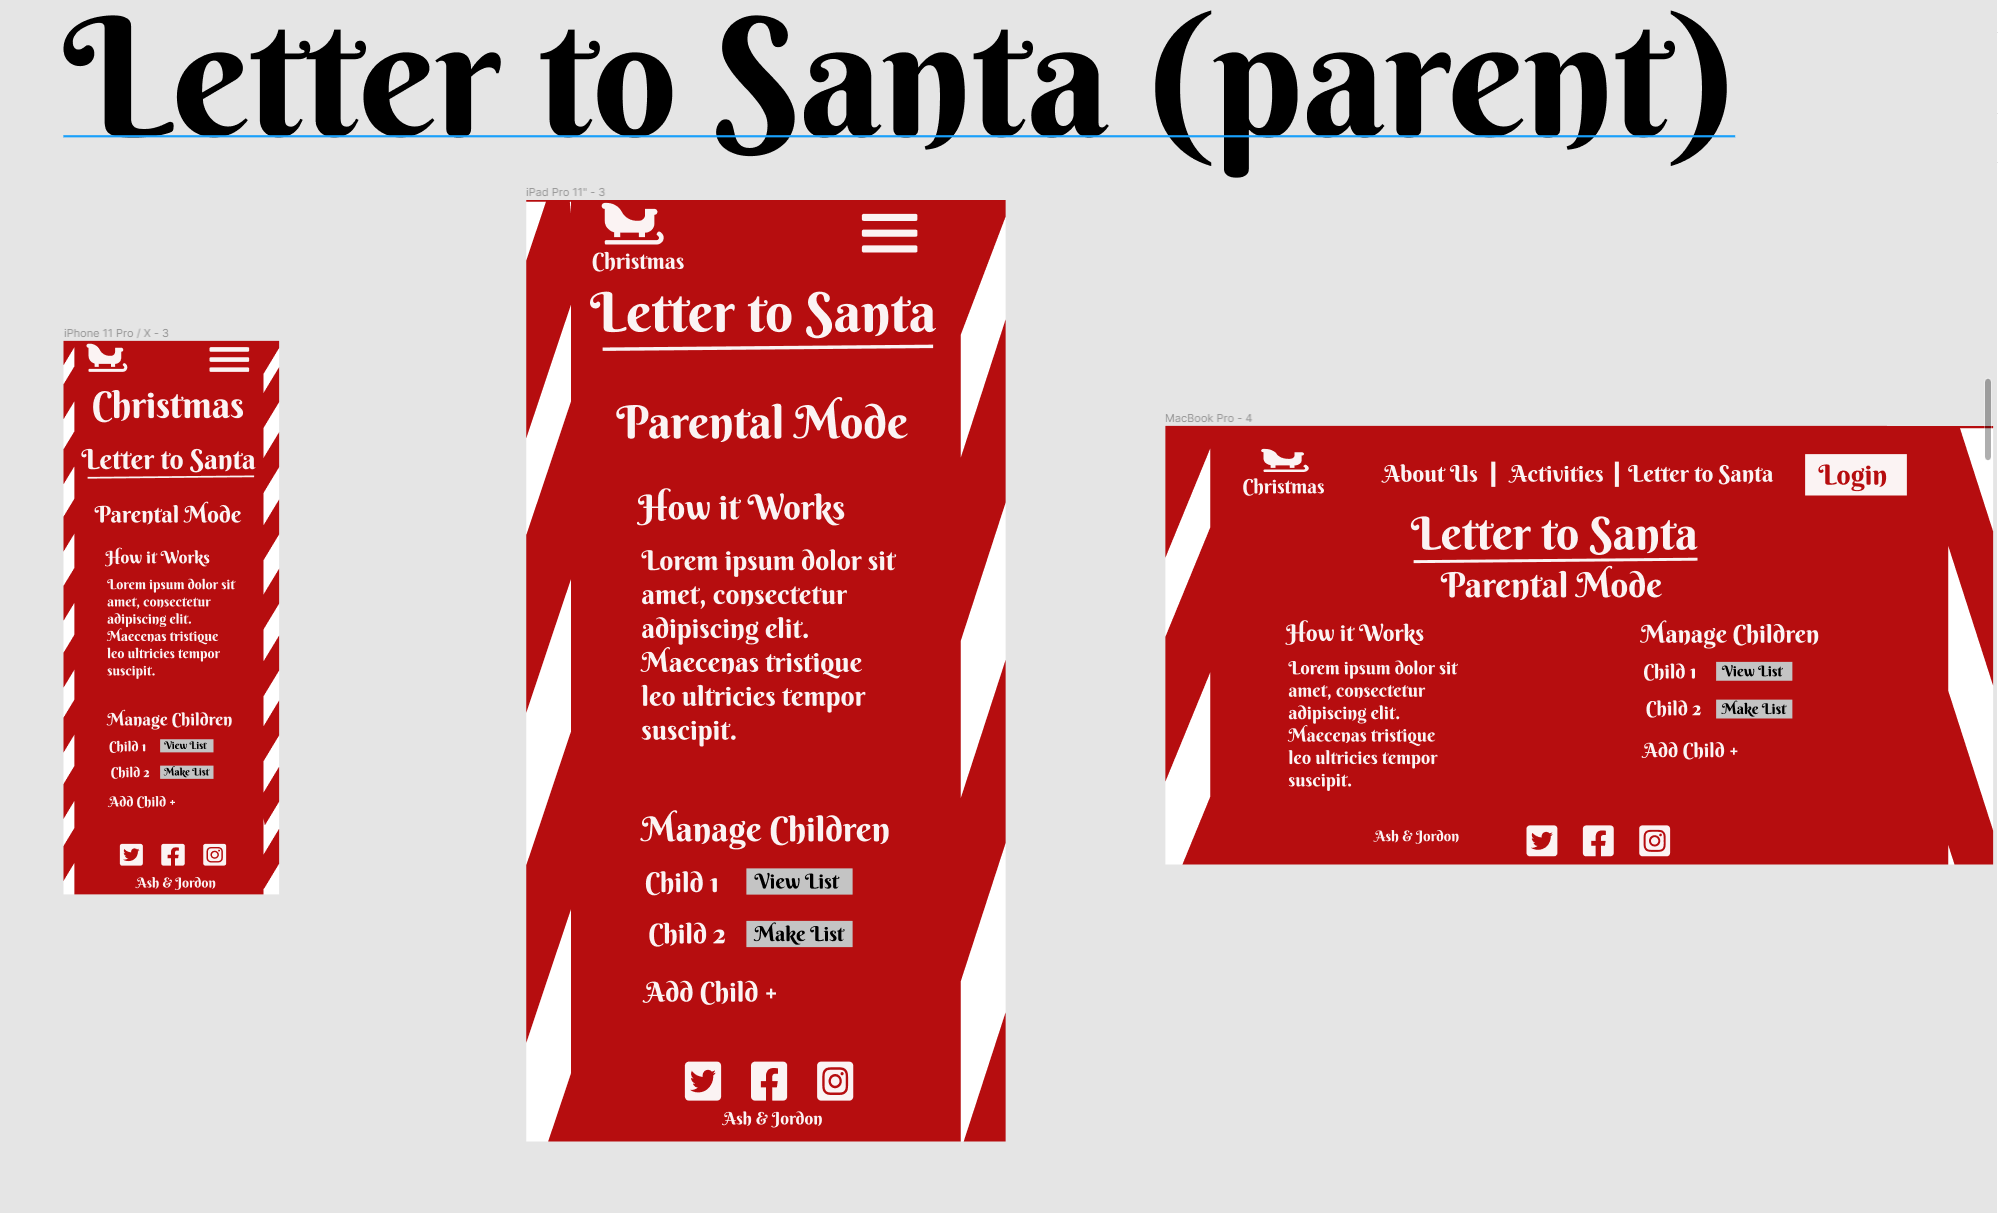 Letter to Santa (parent)
iPhone 11 Pro / X - 3
Christmas
Letter to Santa
Parental Mode
How it Works
Lorem ipsum dolor sit
amet, consectetur
adipiscing elit.
Maecenas tristique
leo ultricies tempor
suscipit.
Manage Children
Child 1 View List
Child 2 Make List
Add Child +
Ash & Jordon
iPad Pro 11" - 3
Christmas
Letter to Santa
Parental Mode
How it Works
Lorem ipsum dolor sit
amet, consectetur
adipiscing elit.
Maecenas tristique
leo ultricies tempor
suscipit.
Manage Children
Child 1 View List
Child 2 Make List
Add Child +
Ash & Jordon
MacBook Pro - 4
Christmas
About Us | Activities | Letter to Santa
Login
Letter to Santa
Parental Mode
How it Works
Lorem ipsum dolor sit
amet, consectetur
adipiscing elit.
Maecenas tristique
leo ultricies tempor
suscipit.
Manage Children
Child 1 View List
Child 2 Make List
Add Child +
Ash & Jordon